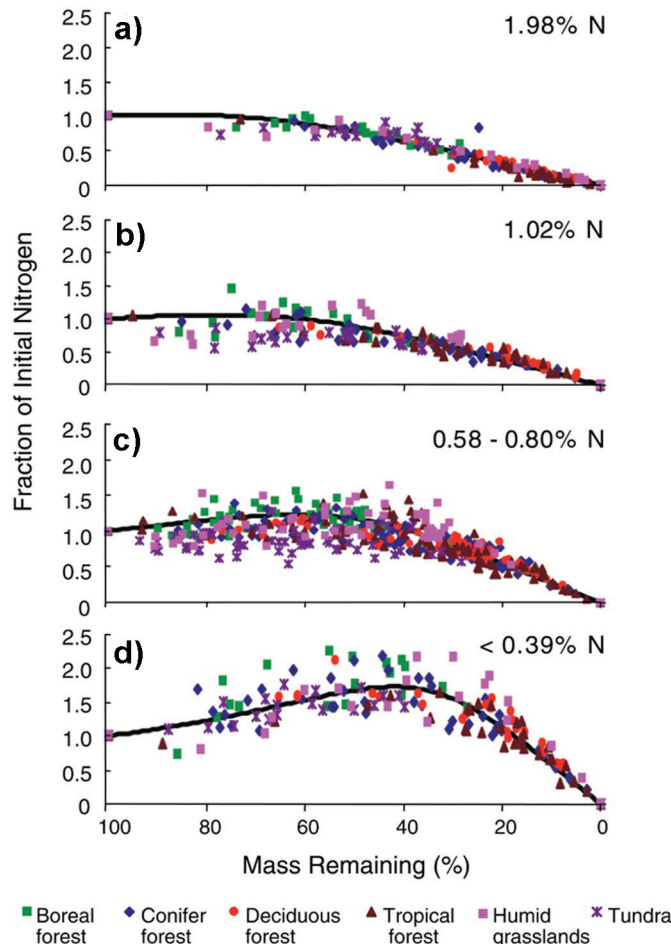 a)
1.98% N
2.5
2.0
1.5
1.0
0.5
0
b)
1.02% N
2.5
2.0
1.5
1.0
0.5
0
Fraction of Initial Nitrogen
c)
0.58 - 0.80% N
2.5
2.0
1.5
1.0
0.5
0
d)
< 0.39% N
2.5
2.0
1.5
1.0
0.5
0
100 80 60 40 20 0
Mass Remaining (%)
Boreal forest
Conifer forest
Deciduous forest
Tropical forest
Humid grasslands
Tundra